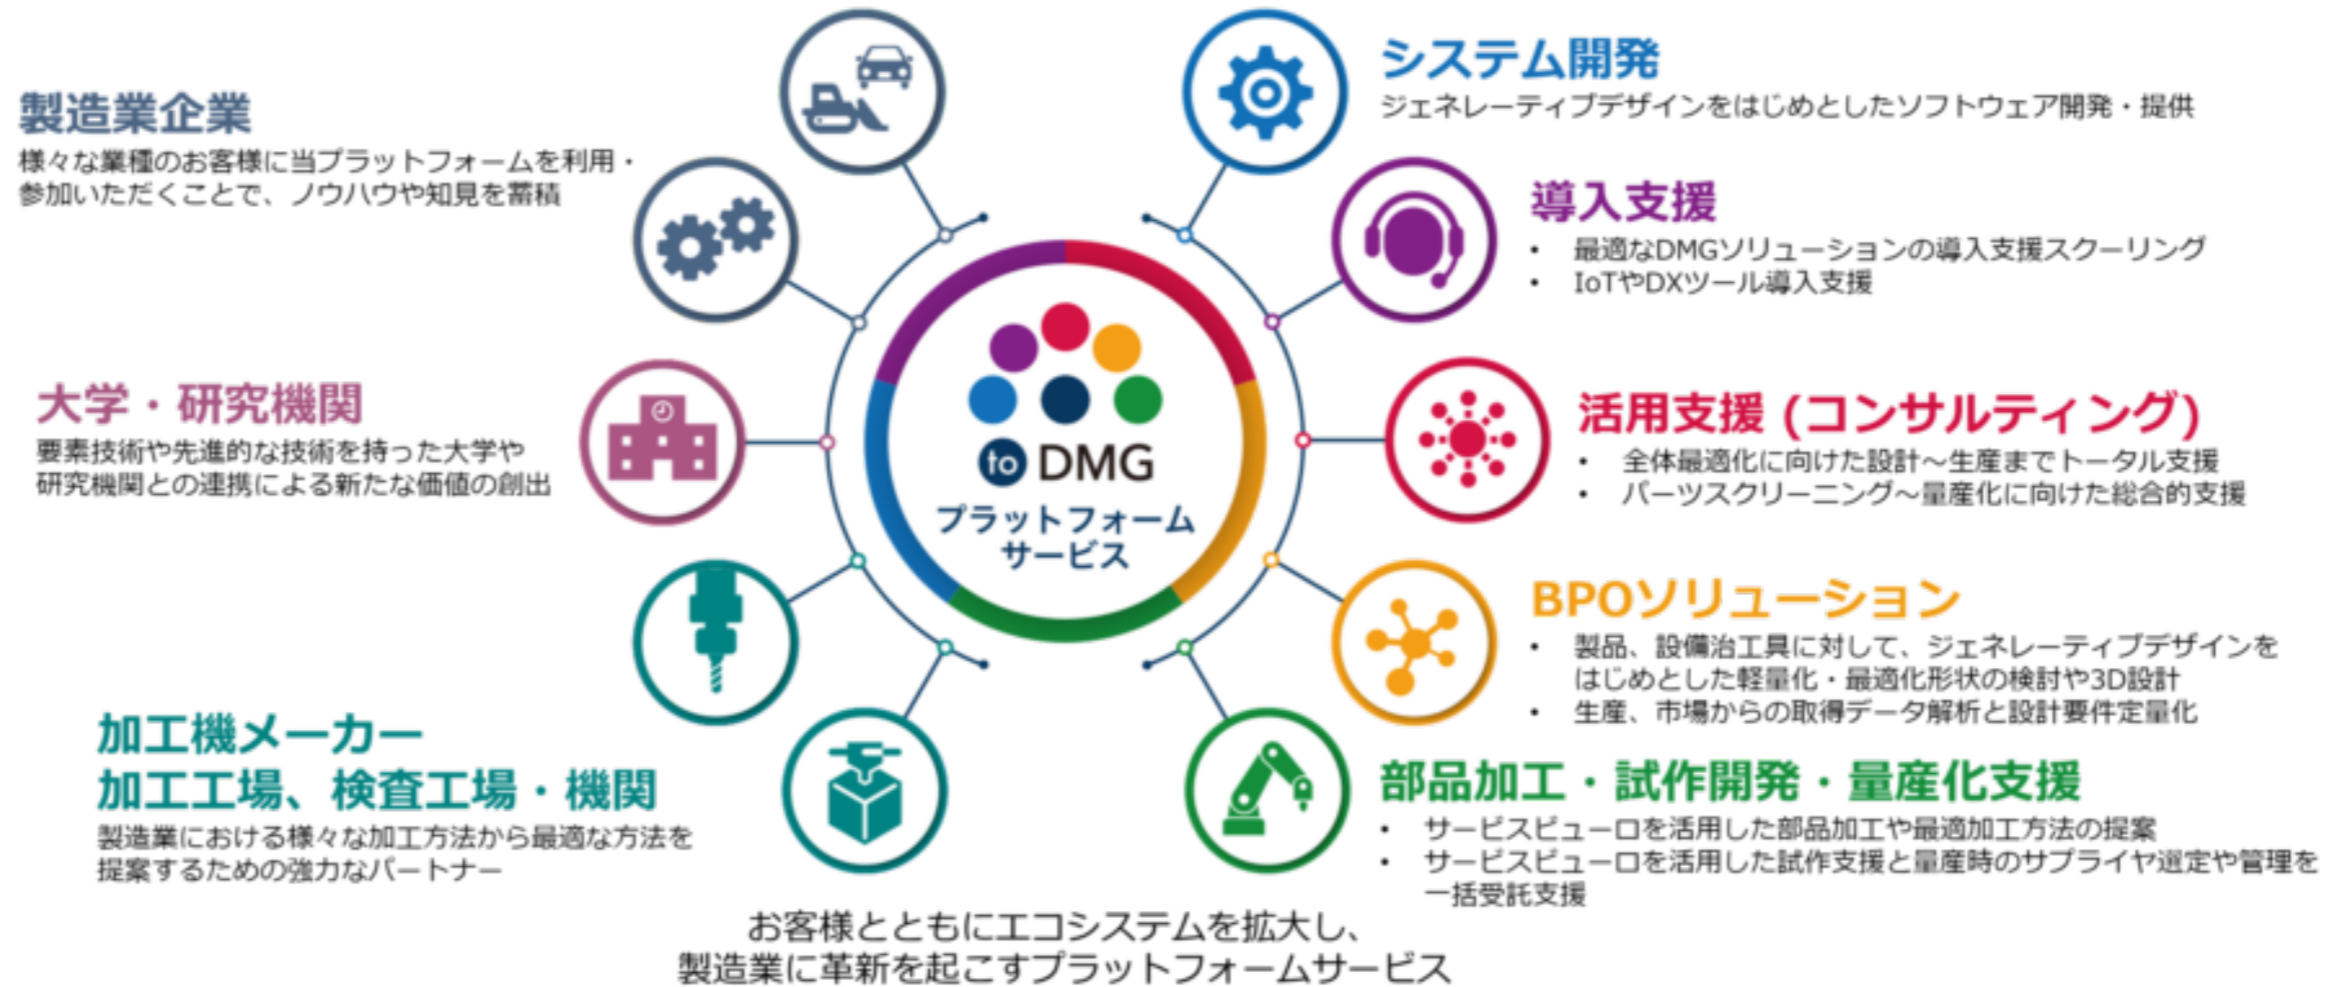 製造業企業
様々な業種のお客様に当プラットフォームを利用・
参加いただくことで、ノウハウや知見を蓄積
大学・研究機関
要素技術や先進的な技術を持った大学や
研究機関との連携による新たな価値の創出
加工機メーカー
加工工場、検査工場・機関
製造業における様々な加工方法から最適な方法を
提案するための強力なパートナー
to DMG
プラットフォーム
サービス
システム開発
ジェネレーティブデザインをはじめとしたソフトウェア開発・提供
導入支援
• 最適なDMGソリューションの導入支援スクーリング
• IoTやDXツール導入支援
活用支援 (コンサルティング)
• 全体最適化に向けた設計～生産までトータル支援
• パーツスクリーニング～量産化に向けた総合的支援
BPOソリューション
• 製品、設備治工具に対して、ジェネレーティブデザインを
はじめとした軽量化・最適化形状の検討や3D設計
• 生産、市場からの取得データ解析と設計要件定量化
部品加工・試作開発・量産化支援
• サービスビューロを活用した部品加工や最適加工方法の提案
• サービスビューロを活用した試作支援と量産時のサプライヤ選定や管理を
一括受託支援
お客様とともにエコシステムを拡大し、
製造業に革新を起こすプラットフォームサービス